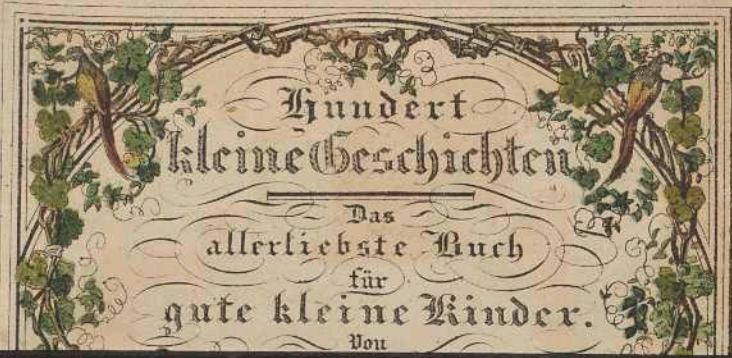 Hundert
kleine Geschichten
Das
allerliebste Buch
für
gute kleine Kinder.
Von